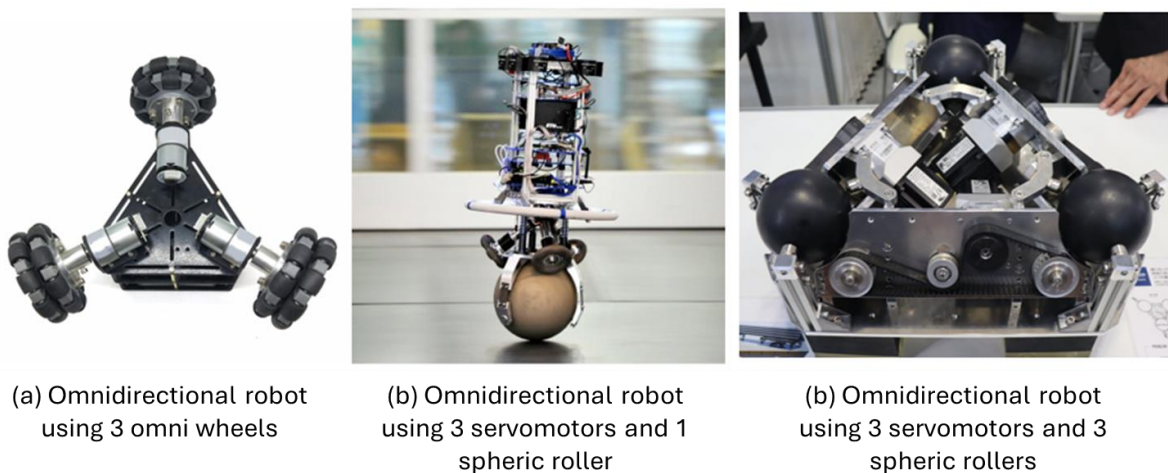 (a) Omnidirectional robot
using 3 omni wheels
(b) Omnidirectional robot
using 3 servomotors and 1
spheric roller
(b) Omnidirectional robot
using 3 servomotors and 3
spheric rollers